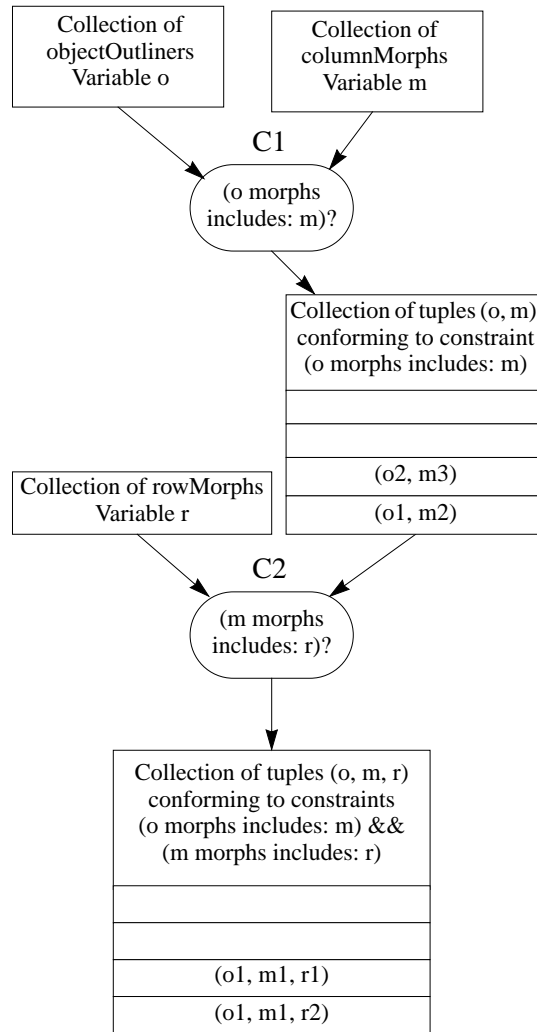 Collection of
objectOutliners
Variable o
Collection of
columnMorphs
Variable m
C1
(o morphs
includes: m)?
Collection of tuples (o, m)
conforming to constraint
(o morphs includes: m)
(o2, m3)
(o1, m2)
Collection of rowMorphs
Variable r
C2
(m morphs
includes: r)?
Collection of tuples (o, m, r)
conforming to constraints
(o morphs includes: m) &&
(m morphs includes: r)
(o1, m1, r1)
(o1, m1, r2)